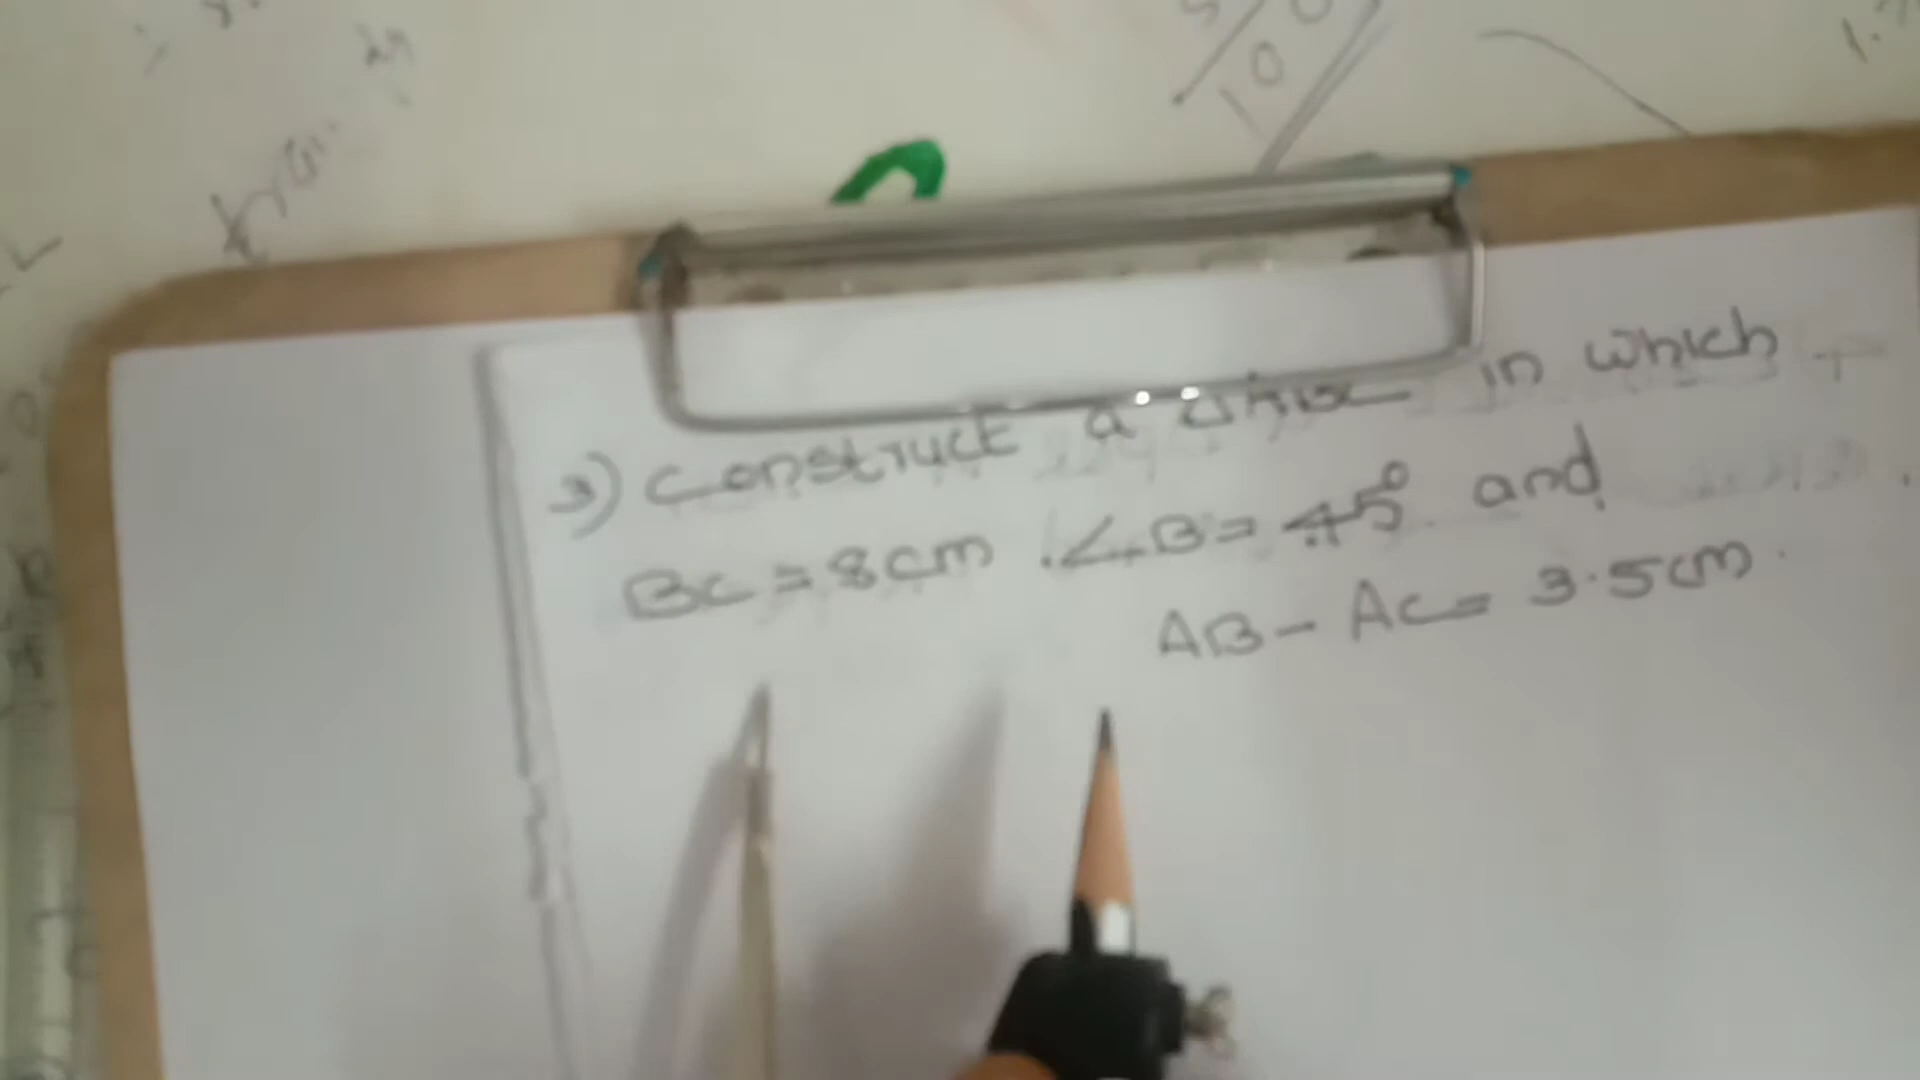 3) Construct a in which
BC = 8cm . ∠B = 45° and
AB - AC = 3.5cm .